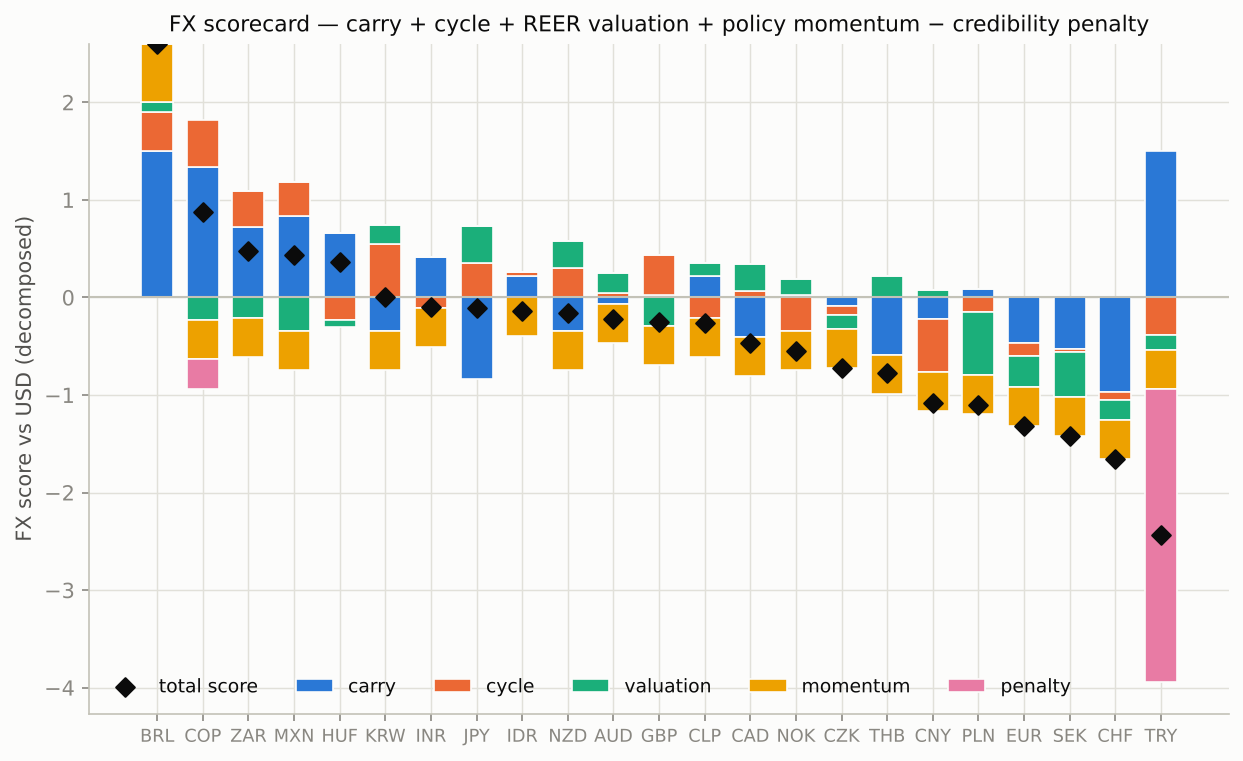 FX scorecard — carry + cycle + REER valuation + policy momentum − credibility penalty
FX score vs USD (decomposed)
2
1
0
−1
−2
−3
−4
total score carry cycle valuation momentum penalty
BRL COP ZAR MXN HUF KRW INR JPY IDR NZD AUD GBP CLP CAD NOK CZK THB CNY PLN EUR SEK CHF TRY